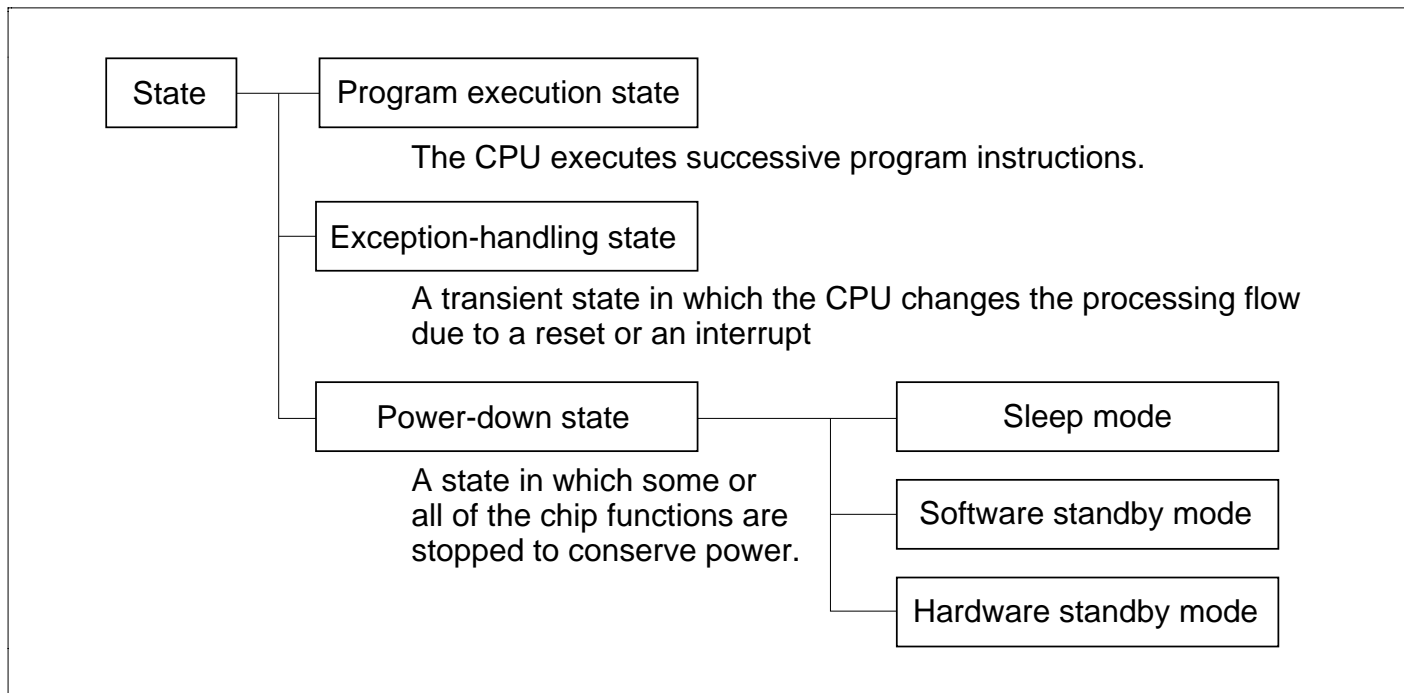 State
Program execution state
The CPU executes successive program instructions.
Exception-handling state
A transient state in which the CPU changes the processing flow
due to a reset or an interrupt
Power-down state
A state in which some or
all of the chip functions are
stopped to conserve power.
Sleep mode
Software standby mode
Hardware standby mode